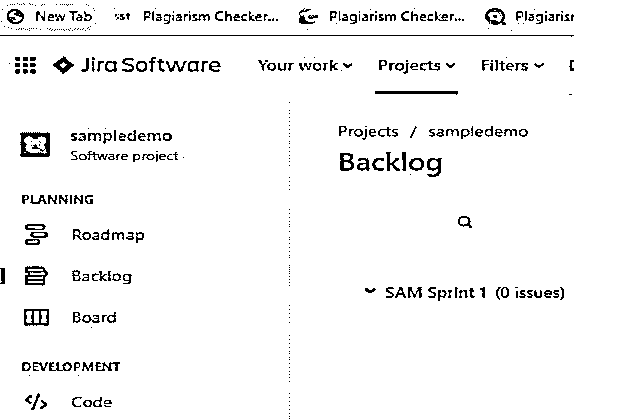 New Tab Plagiarism Checker... Plagiarism Checker... Plagiaris
Jira Software Your work Projects Filters
sampledemo
Software project
Projects / sampledemo
Backlog
PLANNING
Roadmap
Backlog
SAM Sprint 1 (0 issues)
Board
DEVELOPMENT
Code